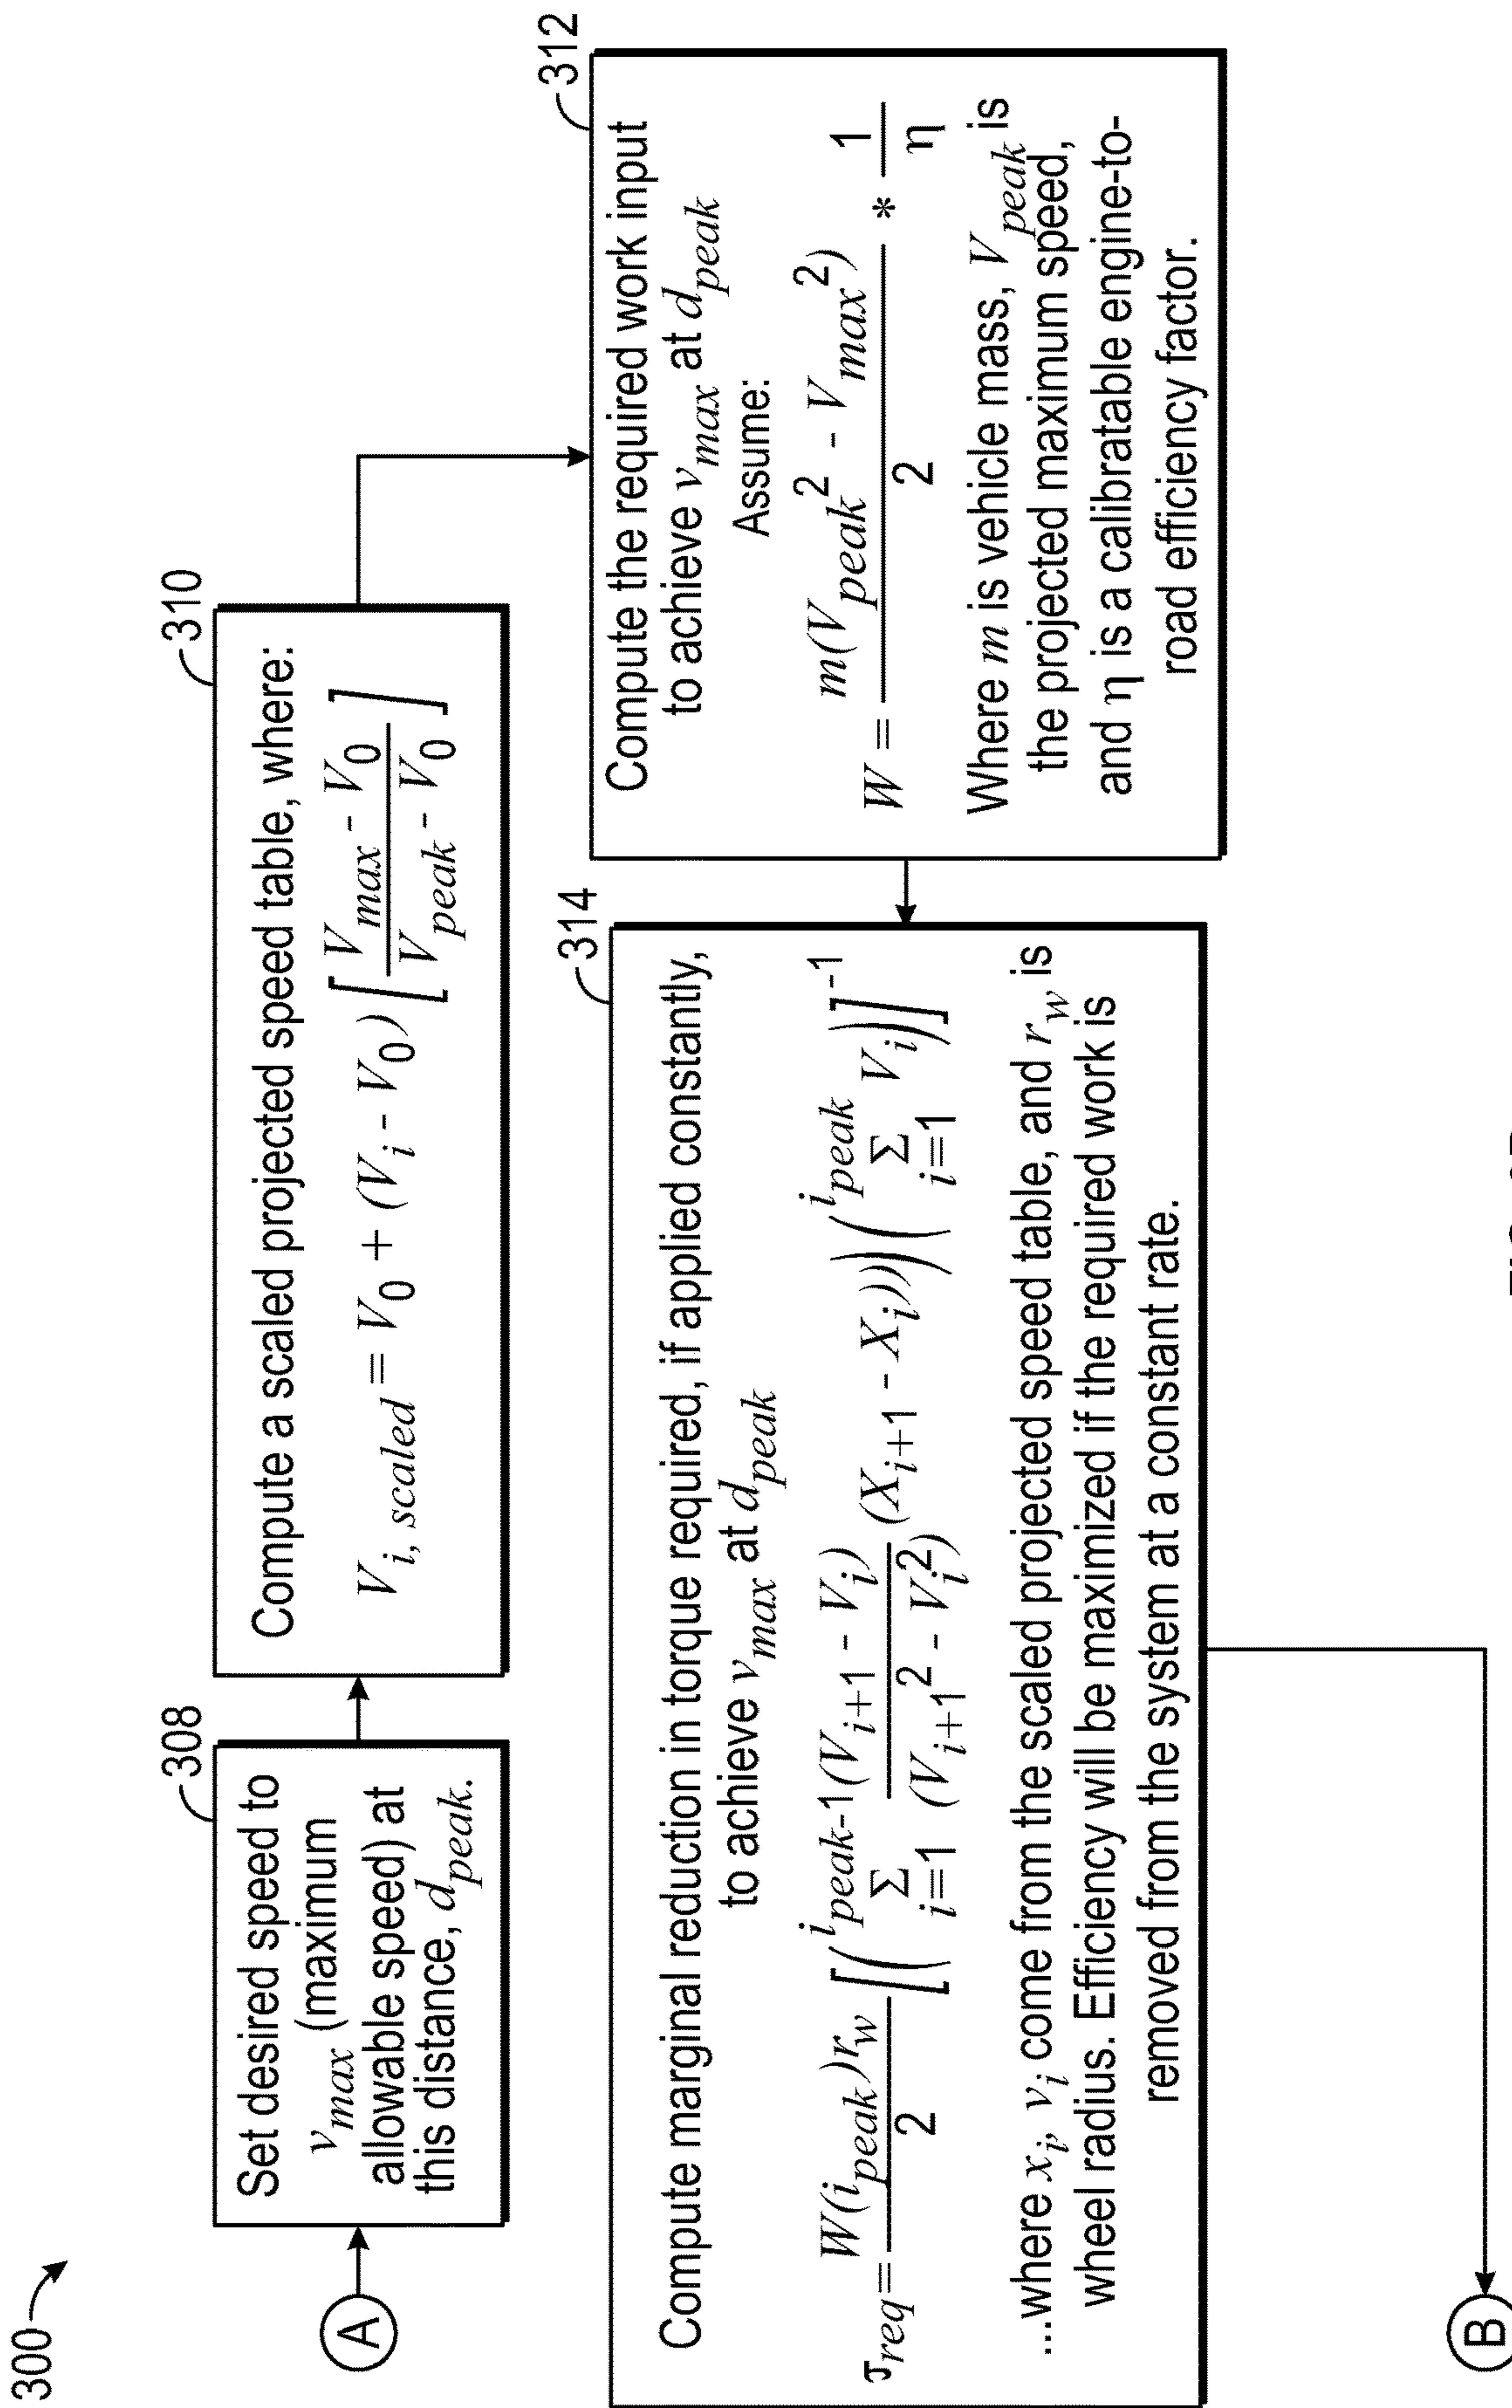 300
A
308
Set desired speed to
v_max (maximum
allowable speed) at
this distance, d_peak.
310
Compute a scaled projected speed table, where:
V_{i, scaled} = V_0 + (V_i - V_0) [ (V_max - V_0) / (V_peak - V_0) ]
312
Compute the required work input
to achieve v_max at d_peak
Assume:
W = m(V_peak^2 - V_max^2) / 2 * 1/η
Where m is vehicle mass, V_peak is
the projected maximum speed,
and η is a calibratable engine-to-
road efficiency factor.
314
Compute marginal reduction in torque required, if applied constantly,
to achieve v_max at d_peak
τ_req = W(i_peak)r_w / 2 [ ( Σ_{i=1}^{i_peak-1} (V_{i+1} - V_i) / (V_{i+1}^2 - V_i^2) (X_{i+1} - X_i))) ( Σ_{i=1}^{i_peak} V_i) ]^{-1}
....where x_i, v_i come from the scaled projected speed table, and r_w is
wheel radius. Efficiency will be maximized if the required work is
removed from the system at a constant rate.
B